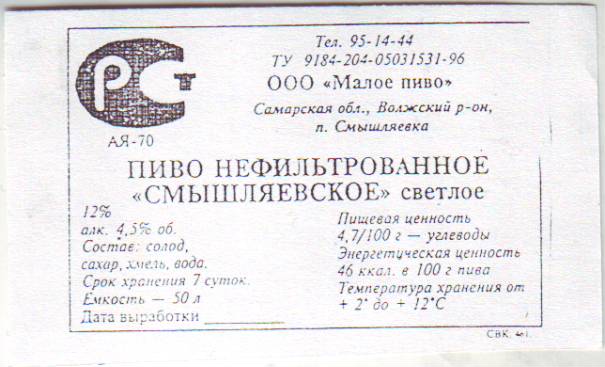 Тел. 95-14-44
ТУ 9184-204-05031531-96
ООО «Малое пиво»
Самарская обл., Волжский р-он,
п. Смышляевка
РСТ
АЯ-70
ПИВО НЕФИЛЬТРОВАННОЕ
«СМЫШЛЯЕВСКОЕ» светлое
12%
алк. 4,5% об.
Состав: солод,
сахар, хмель, вода.
Срок хранения 7 суток.
Емкость — 50 л
Дата выработки
Пищевая ценность
4,7/100 г — углеводы
Энергетическая ценность
46 ккал. в 100 г пива
Температура хранения от
+ 2° до + 12°С
СВК.